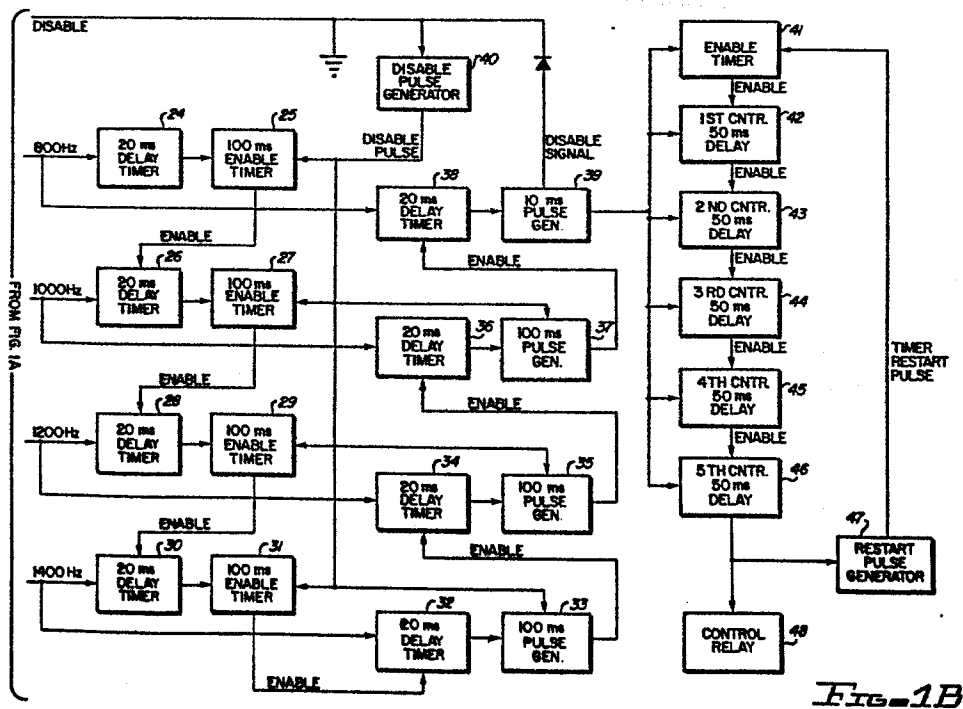 DISABLE
FROM FIG. 1A
800Hz
24
20 ms
DELAY
TIMER
25
100 ms
ENABLE
TIMER
DISABLE
PULSE
GENERATOR
40
DISABLE
PULSE
DISABLE
SIGNAL
38
20 ms
DELAY
TIMER
39
10 ms
PULSE
GEN.
ENABLE
ENABLE
1000Hz
26
20 ms
DELAY
TIMER
27
100 ms
ENABLE
TIMER
36
20 ms
DELAY
TIMER
37
100 ms
PULSE
GEN.
ENABLE
ENABLE
1200Hz
28
20 ms
DELAY
TIMER
29
100 ms
ENABLE
TIMER
34
20 ms
DELAY
TIMER
35
100 ms
PULSE
GEN.
ENABLE
ENABLE
1400Hz
30
20 ms
DELAY
TIMER
31
100 ms
ENABLE
TIMER
32
20 ms
DELAY
TIMER
33
100 ms
PULSE
GEN.
ENABLE
41
ENABLE
TIMER
ENABLE
1ST CNTR.
50 ms
DELAY
42
ENABLE
2ND CNTR.
50 ms
DELAY
43
ENABLE
3RD CNTR.
50 ms
DELAY
44
ENABLE
4TH CNTR.
50 ms
DELAY
45
ENABLE
5TH CNTR.
50 ms
DELAY
46
TIMER
RESTART
PULSE
47
RESTART
PULSE
GENERATOR
CONTROL
RELAY
48
FIG-1B